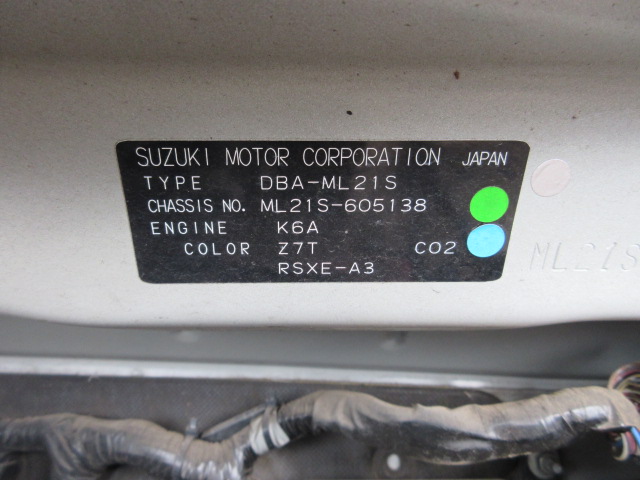 SUZUKI MOTOR CORPORATION JAPAN
TYPE DBA-ML21S
CHASSIS NO. ML21S-605138
ENGINE K6A
COLOR Z7T CO2
RSXE-A3
ML21S